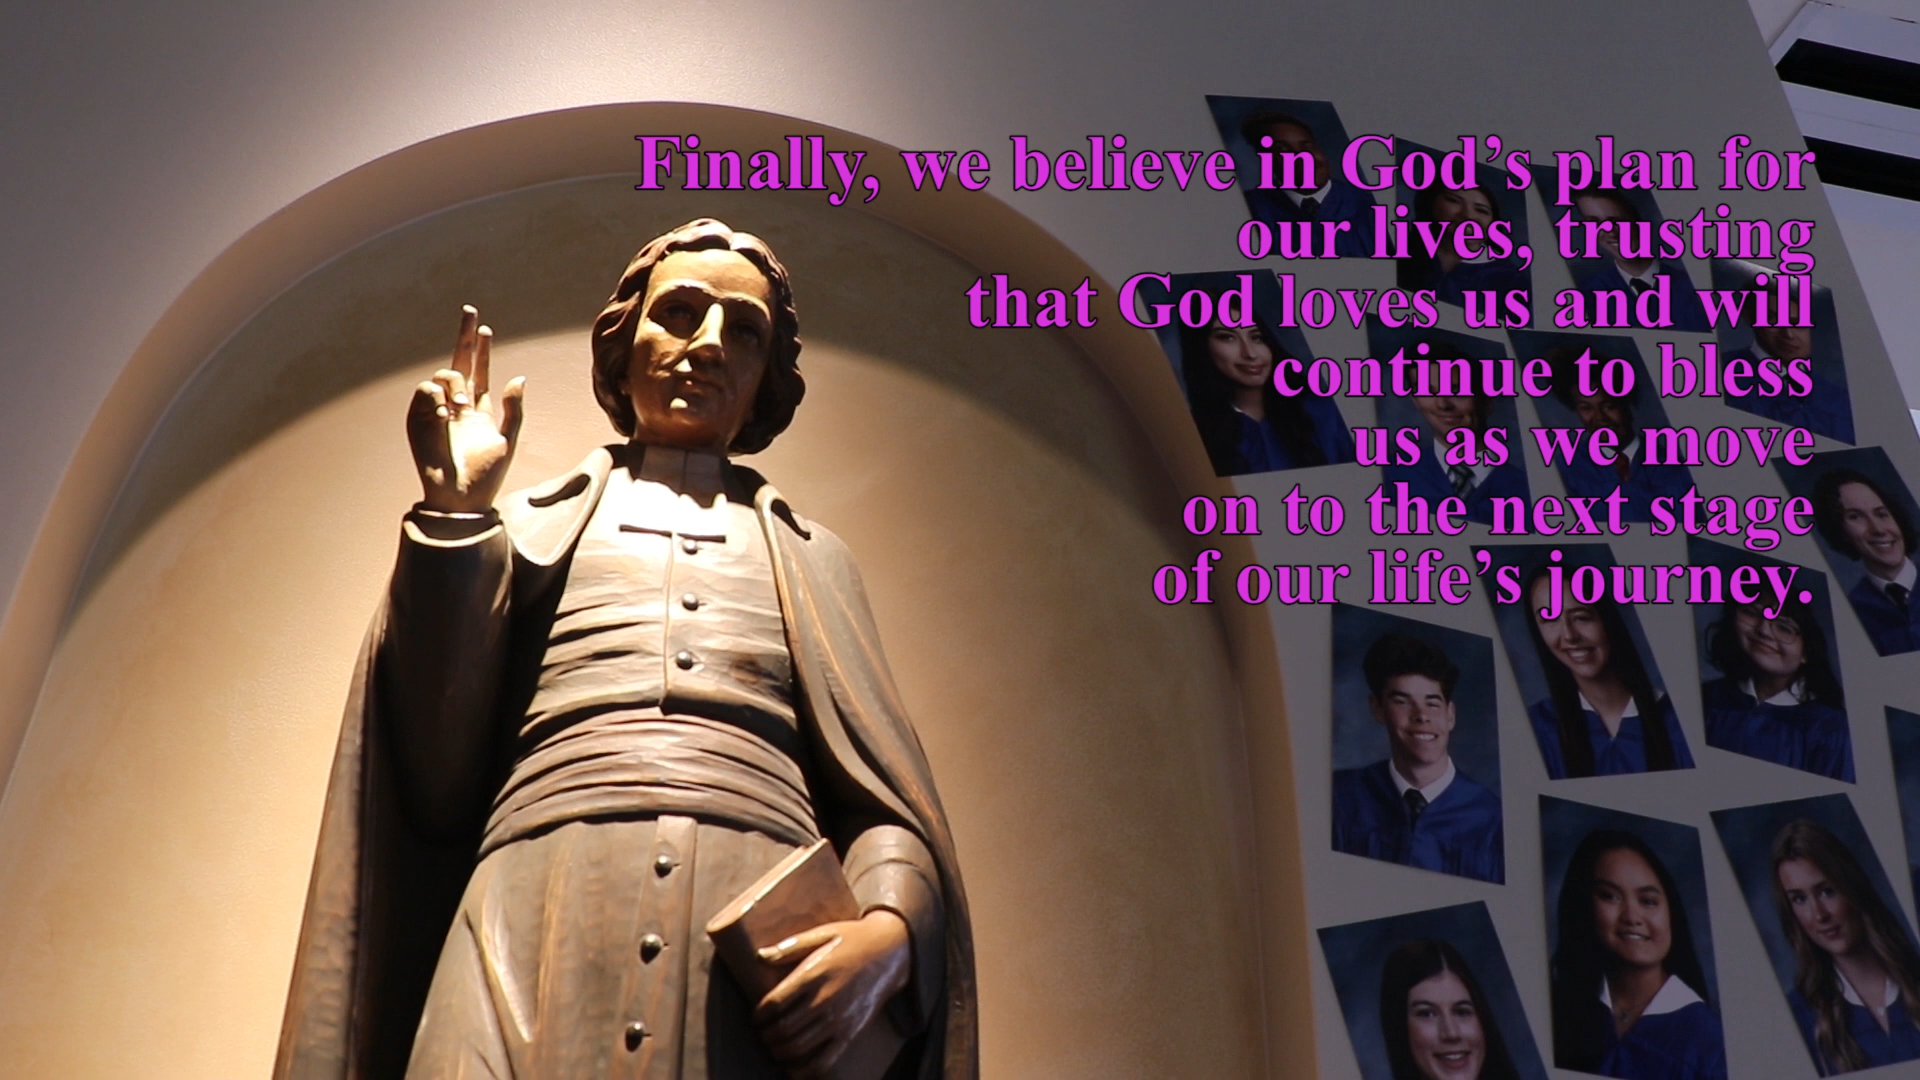 Finally, we believe in God’s plan for
our lives, trusting
that God loves us and will
continue to bless
us as we move
on to the next stage
of our life’s journey.